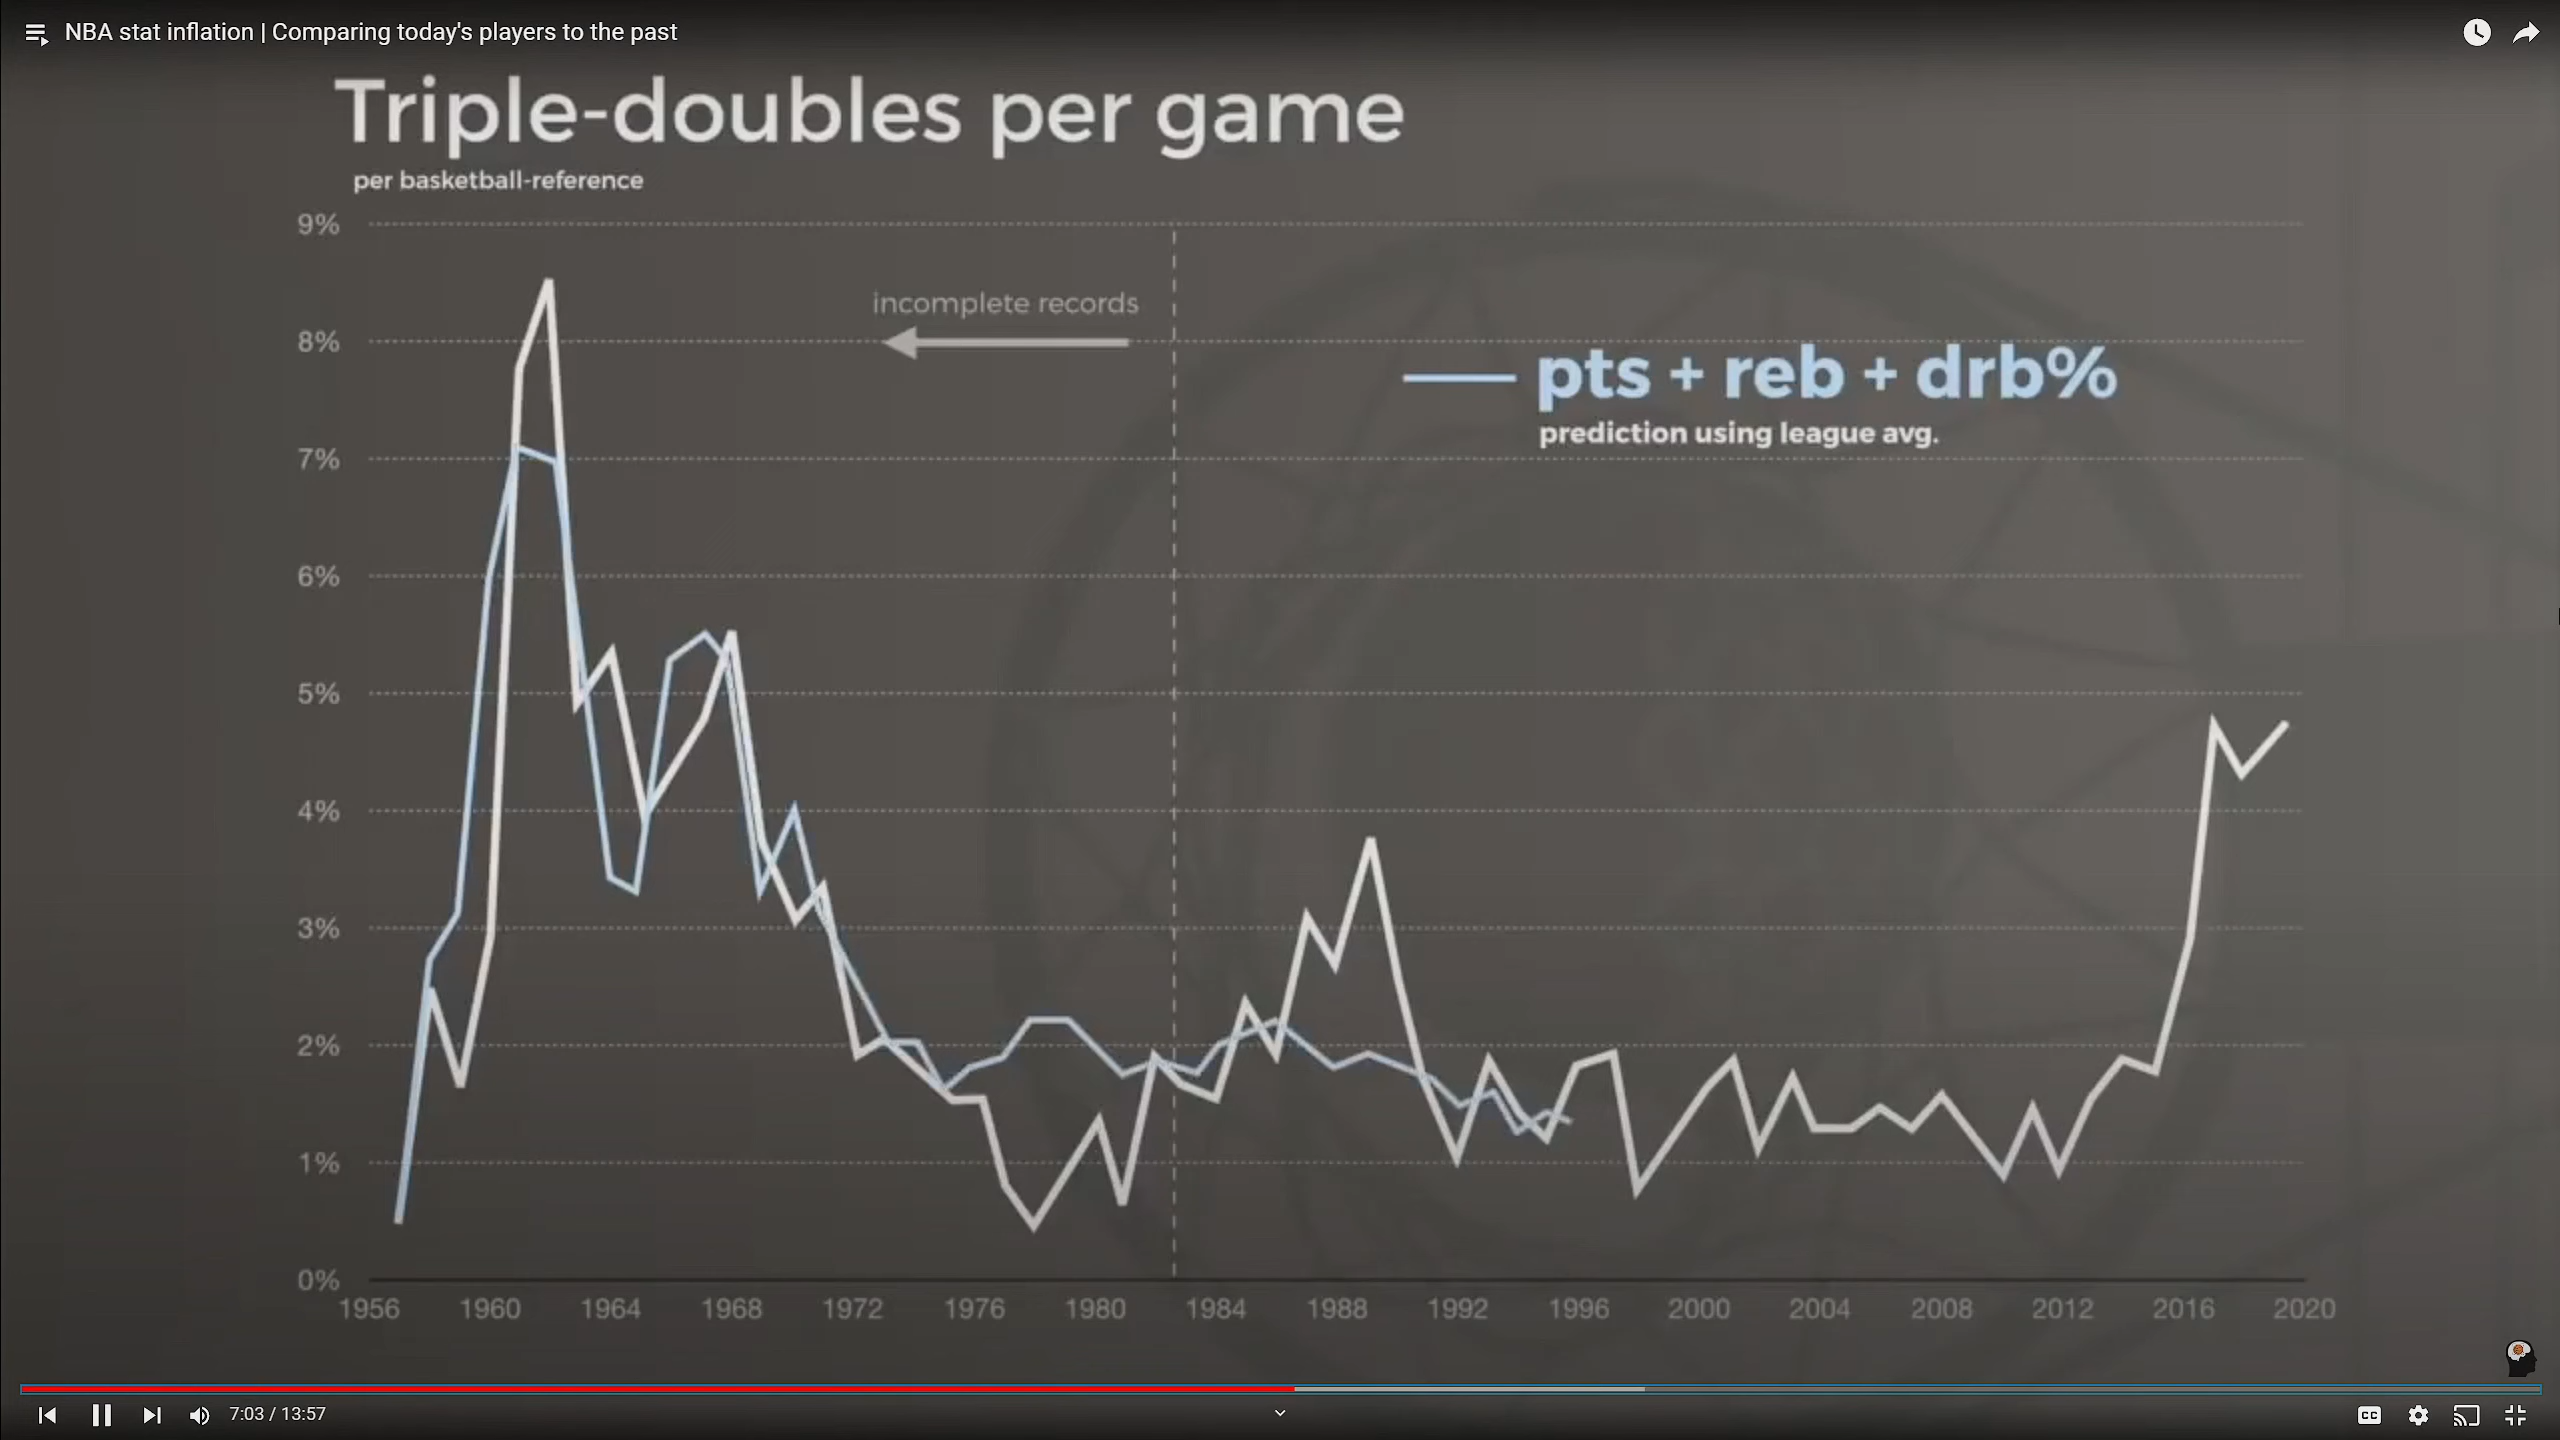 NBA stat inflation | Comparing today's players to the past
Triple-doubles per game
per basketball-reference
9%
incomplete records
8%
pts + reb + drb%
prediction using league avg.
7%
6%
5%
4%
3%
2%
1%
0%
1956 1960 1964 1968 1972 1976 1980 1984 1988 1992 1996 2000 2004 2008 2012 2016 2020
7:03 / 13:57
CC